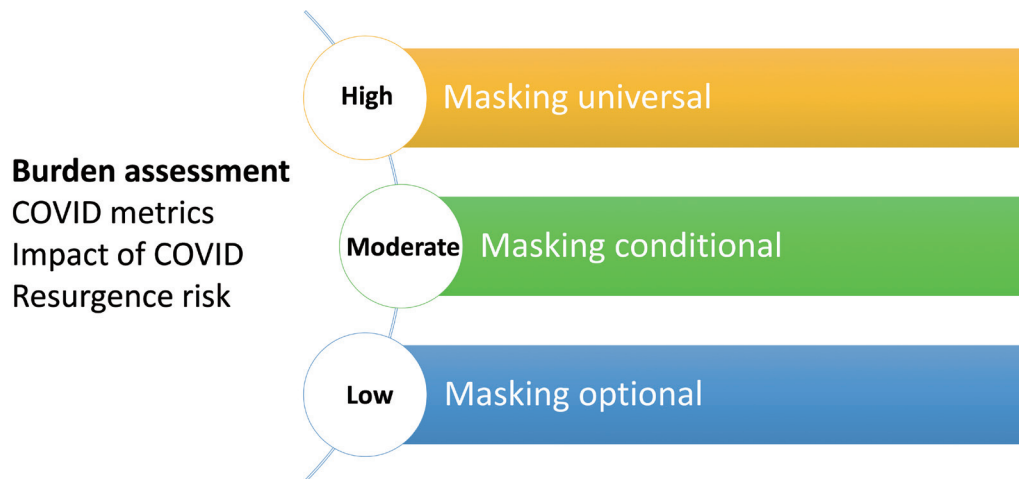 Burden assessment
COVID metrics
Impact of COVID
Resurgence risk
High
Masking universal
Moderate
Masking conditional
Low
Masking optional